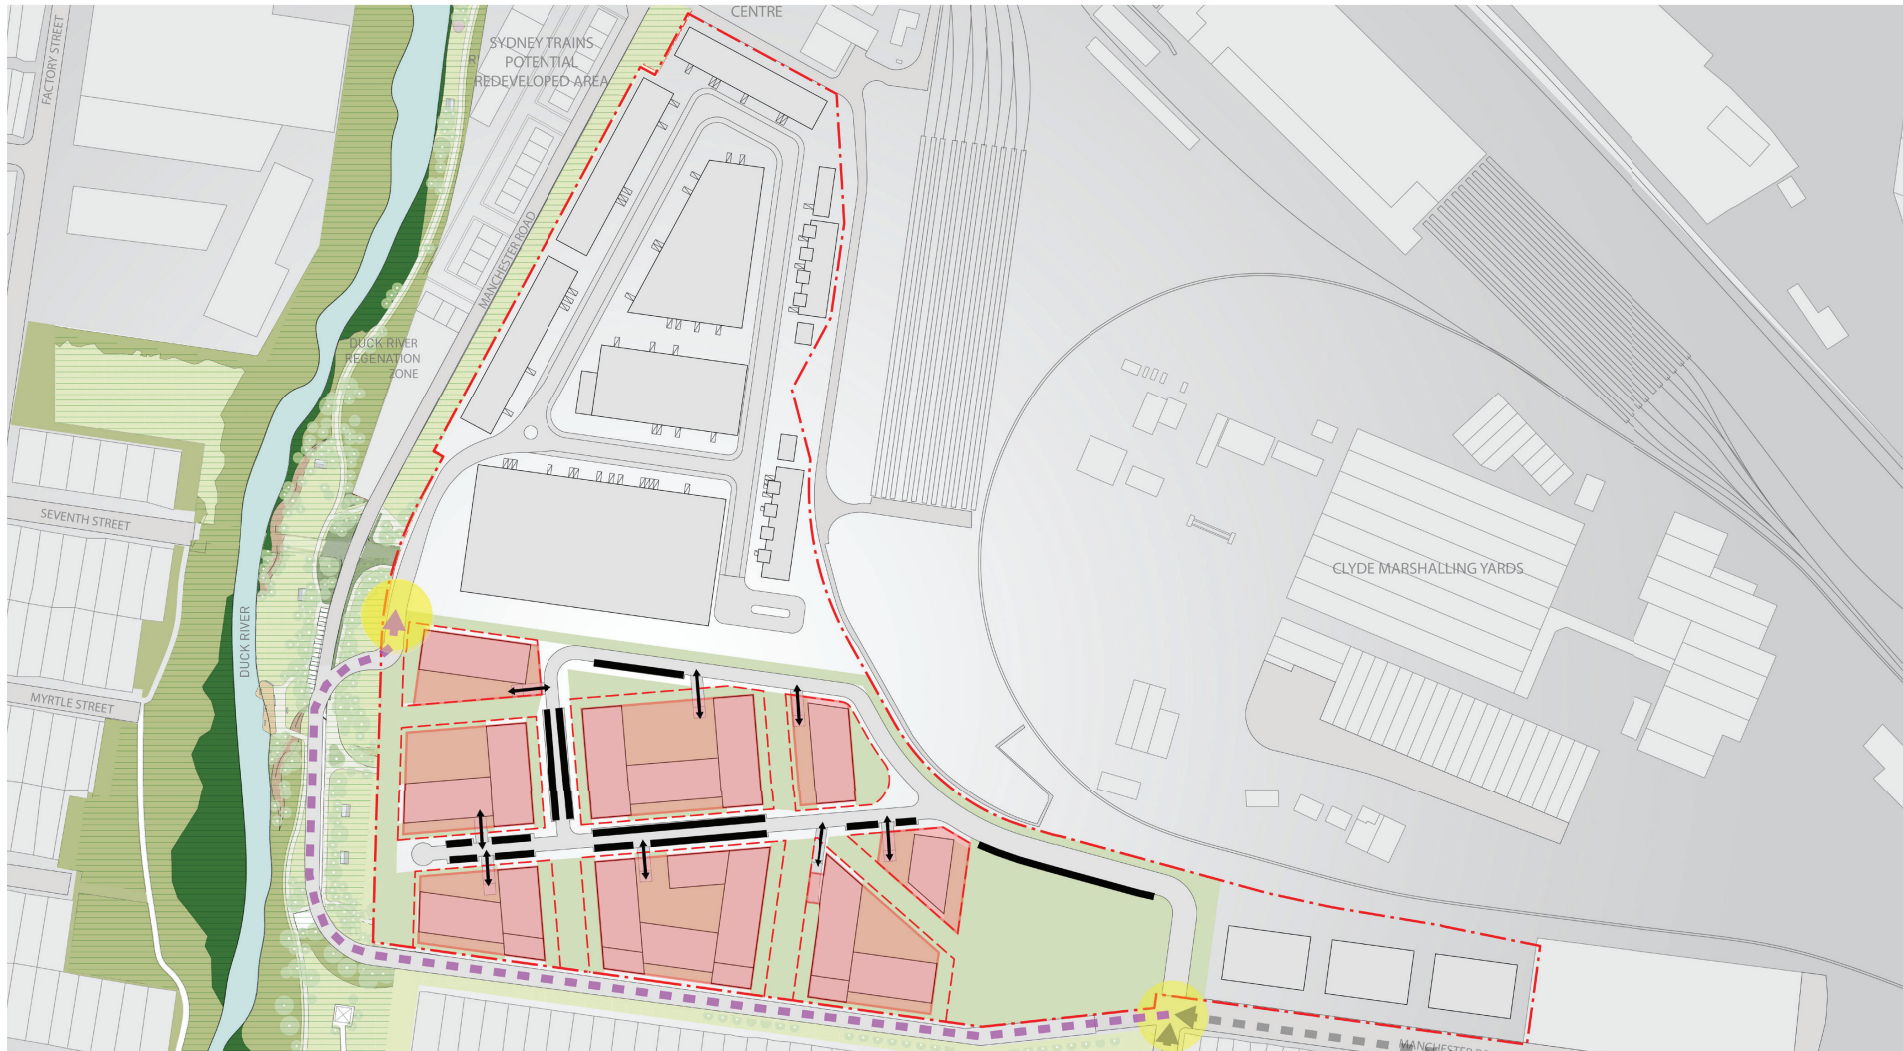 CENTRE
FACTORY STREET
SYDNEY TRAINS
POTENTIAL
REDEVELOPED AREA
MANCHESTER ROAD
DUCK RIVER
REGENATION
ZONE
SEVENTH STREET
CLYDE MARSHALLING YARDS
DUCK RIVER
MYRTLE STREET
MANCHESTER